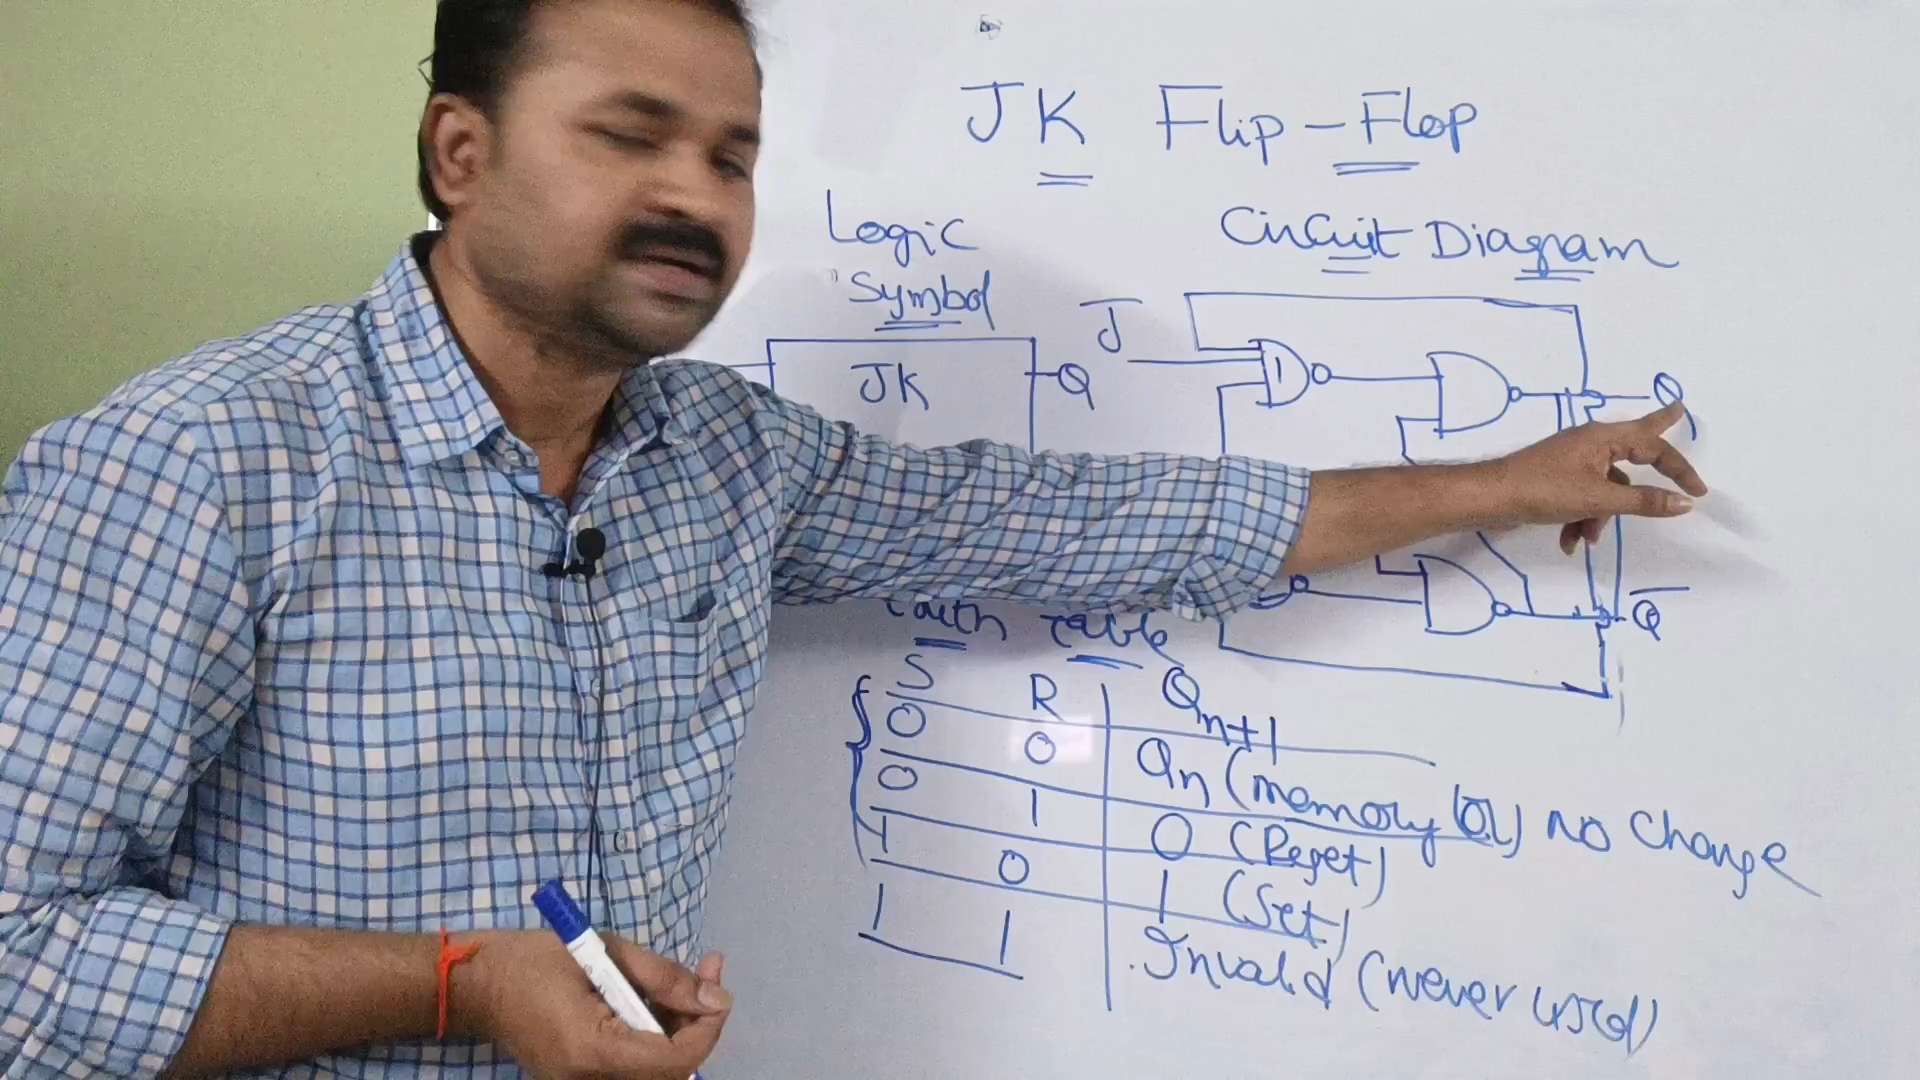 JK Flip-Flop
Logic
Symbol
Circuit Diagram
J
JK
Q
Q
1
Q
Table
S R Qn+1
0 0 Qn (memory (or) no change
0 1 0 (Reset)
1 0 1 (Set)
1 1 Invalid (never used)